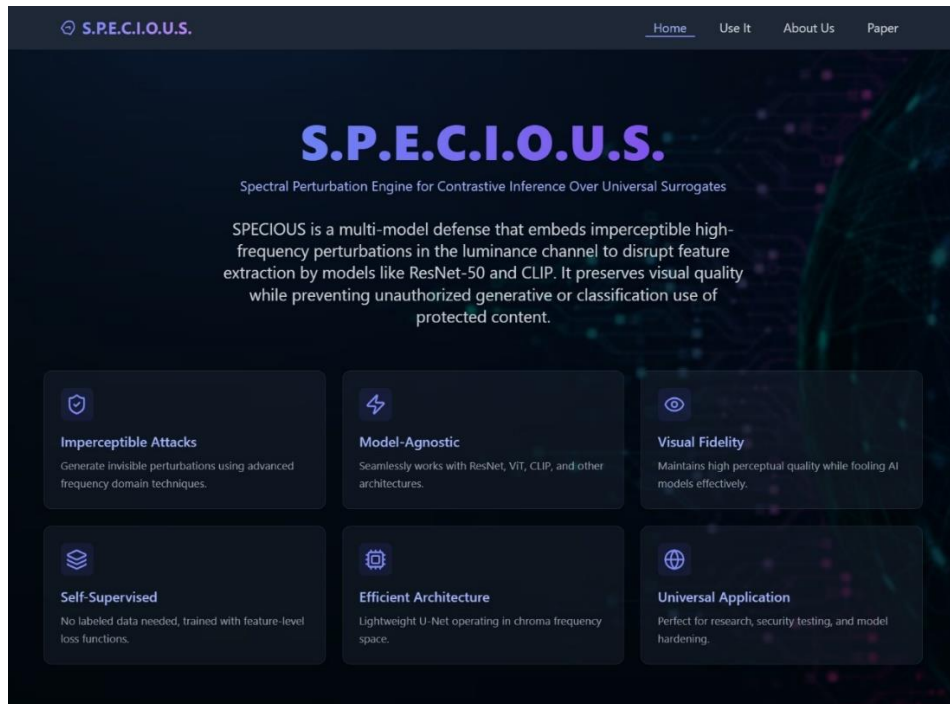 S.P.E.C.I.O.U.S.
Home Use It About Us Paper
S.P.E.C.I.O.U.S.
Spectral Perturbation Engine for Contrastive Inference Over Universal Surrogates
SPECIOUS is a multi-model defense that embeds imperceptible high-
frequency perturbations in the luminance channel to disrupt feature
extraction by models like ResNet-50 and CLIP. It preserves visual quality
while preventing unauthorized generative or classification use of
protected content.
Imperceptible Attacks
Generate invisible perturbations using advanced
frequency domain techniques.
Model-Agnostic
Seamlessly works with ResNet, ViT, CLIP, and other
architectures.
Visual Fidelity
Maintains high perceptual quality while fooling AI
models effectively.
Self-Supervised
No labeled data needed, trained with feature-level
loss functions.
Efficient Architecture
Lightweight U-Net operating in chroma frequency
space.
Universal Application
Perfect for research, security testing, and model
hardening.